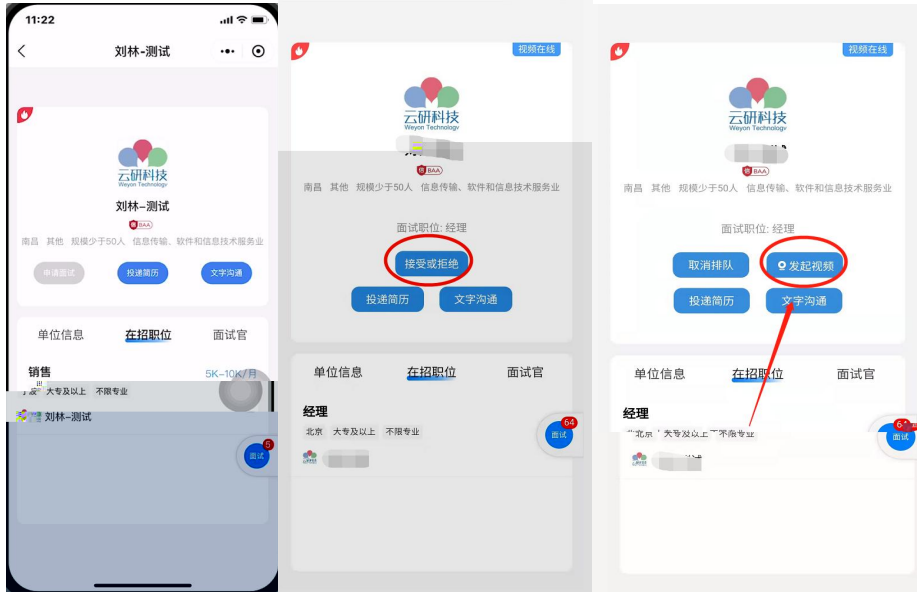 11:22
刘林-测试
云研科技
Weyon Technology
刘林-测试
BAA
南昌 其他 规模少于50人 信息传输、软件和信息技术服务业
申请面试 投递简历 文字沟通
单位信息 在招职位 面试官
销售 5K-10K/月
大专及以上 不限专业
刘林-测试
5
面试
视频在线
云研科技
Weyon Technology
BAA
南昌 其他 规模少于50人 信息传输、软件和信息技术服务业
面试职位: 经理
接受或拒绝
投递简历 文字沟通
单位信息 在招职位 面试官
经理
北京 大专及以上 不限专业
64
面试
视频在线
云研科技
Weyon Technology
BAA
南昌 其他 规模少于50人 信息传输、软件和信息技术服务业
面试职位: 经理
取消排队 发起视频
投递简历 文字沟通
单位信息 在招职位 面试官
经理
北京 大专及以上 不限专业
面试